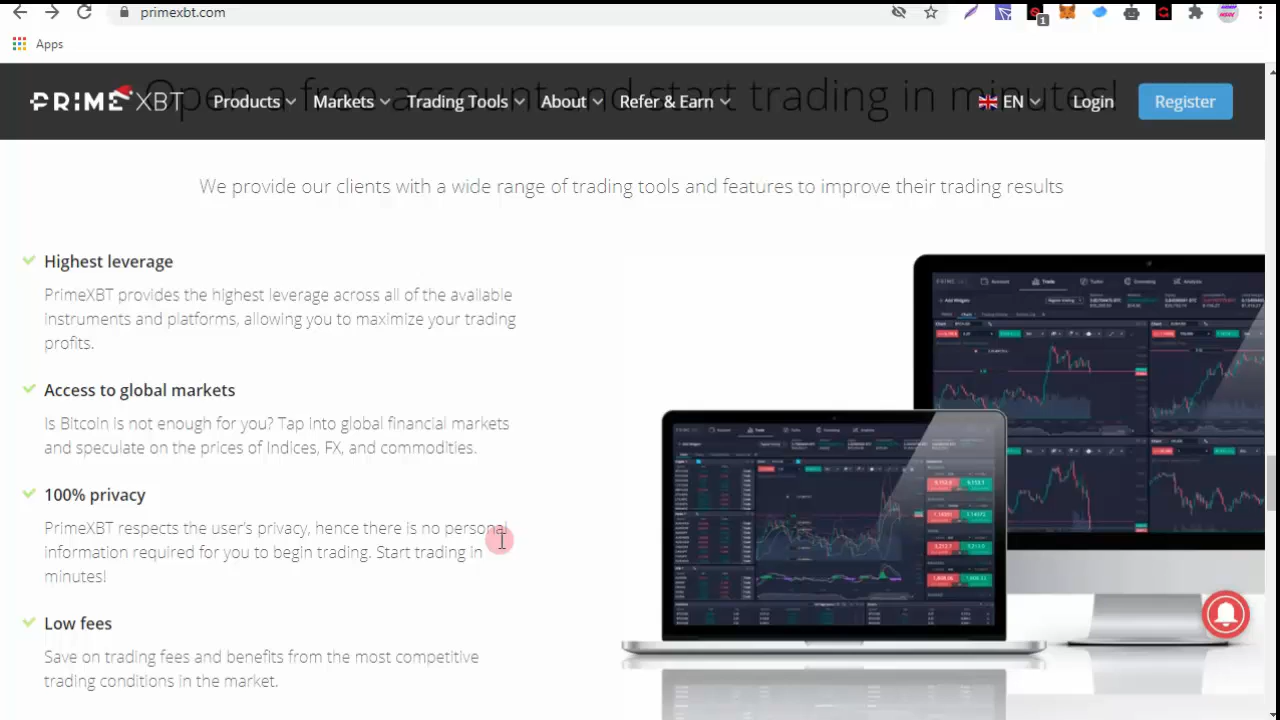 primexbt.com
1
Apps
Open a free account and start trading in minutes!
PRIME XBT Products Markets Trading Tools About Refer & Earn EN Login Register
We provide our clients with a wide range of trading tools and features to improve their trading results
Highest leverage
PrimeXBT provides the highest leverage across all of the available
instruments and platforms, allowing you to maximize your trading
profits.
Access to global markets
Is Bitcoin is not enough for you? Tap into global financial markets
and speculate on the prices of Indices, FX, and commodities.
100% privacy
PrimeXBT respects the user privacy, hence there is no personal
information required for you to begin trading. Start trading in
minutes!
Low fees
Save on trading fees and benefits from the most competitive
trading conditions in the market.